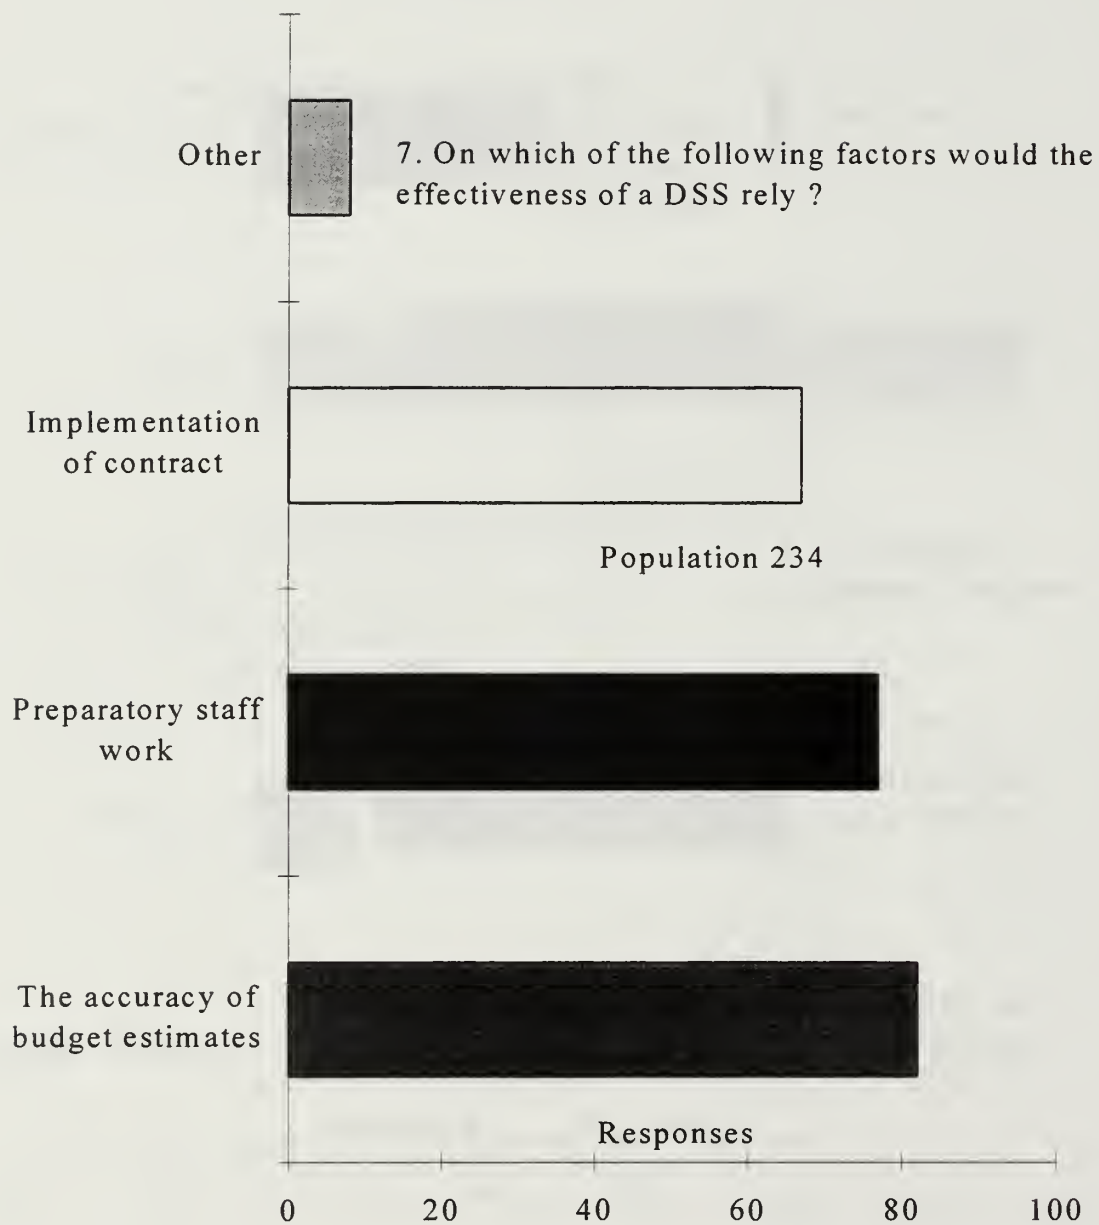 Other
7. On which of the following factors would the
effectiveness of a DSS rely ?
Implementation
of contract
Population 234
Preparatory staff
work
The accuracy of
budget estimates
Responses
0 20 40 60 80 100